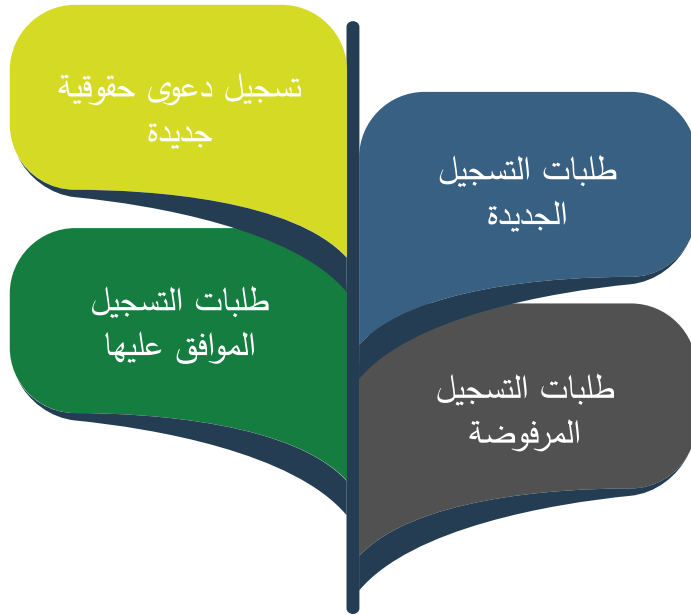 تسجيل دعوى حقوقية
جديدة
طلبات التسجيل
الجديدة
طلبات التسجيل
الموافق عليها
طلبات التسجيل
المرفوضة